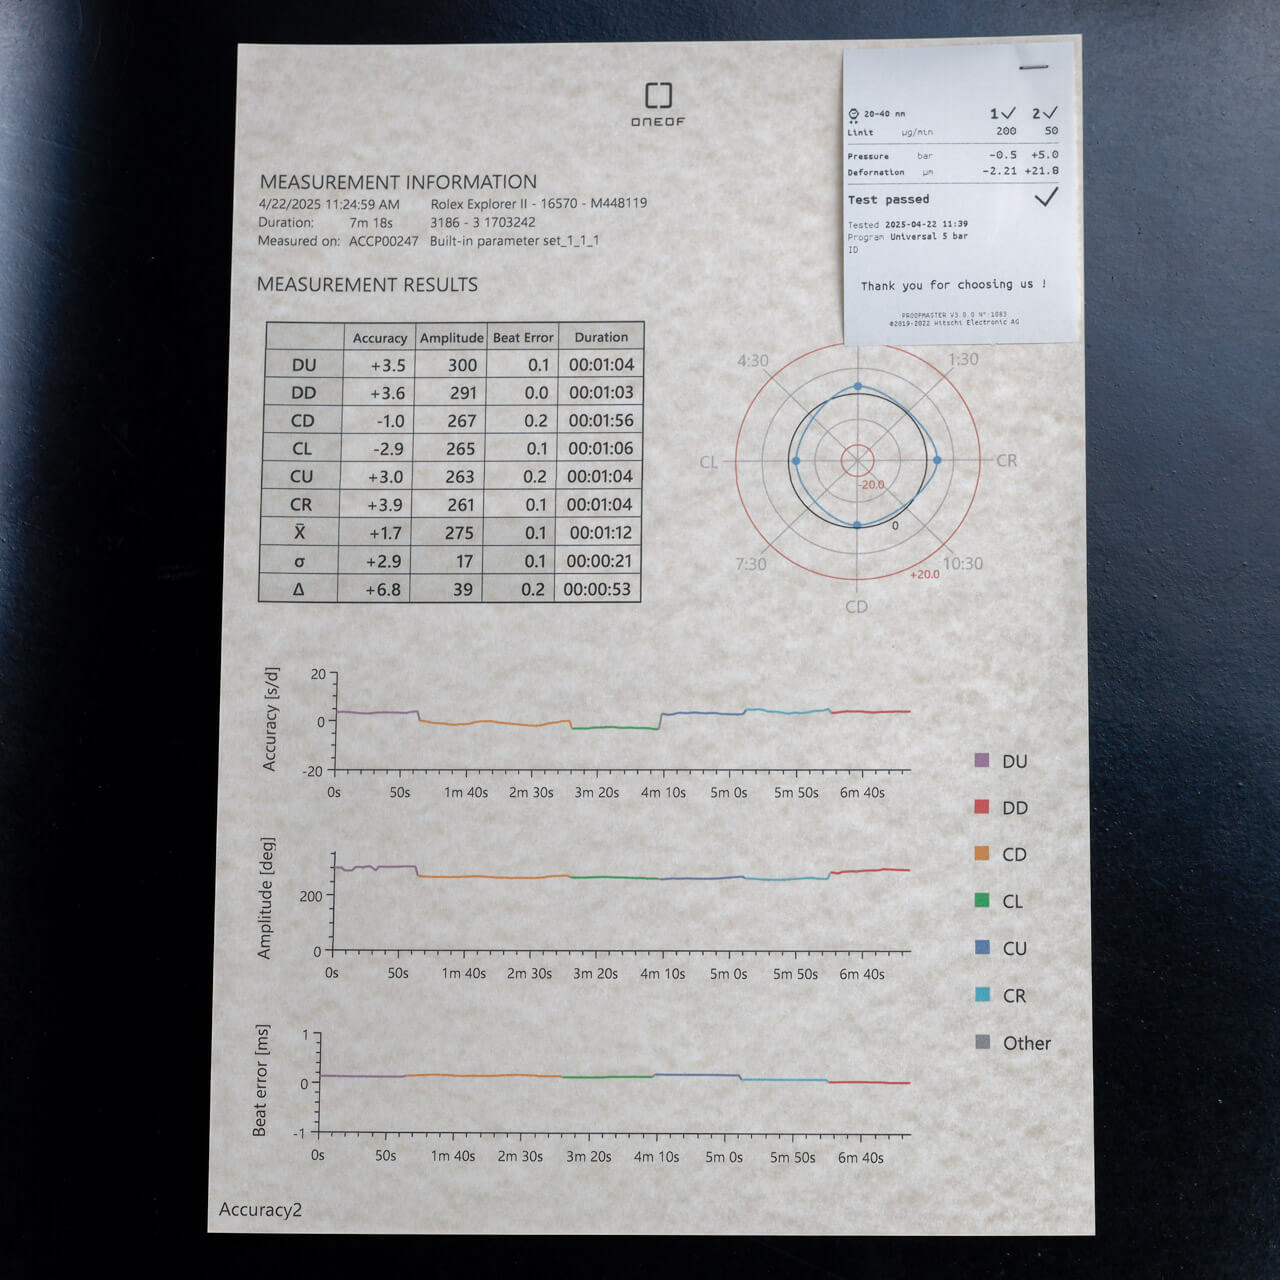 ONEOF
MEASUREMENT INFORMATION
4/22/2025 11:24:59 AM Rolex Explorer II - 16570 - M448119
Duration: 7m 18s 3186 - 3 1703242
Measured on: ACCP00247 Built-in parameter set_1_1_1
20-40 mm 1✓ 2✓
Limit µg/min 200 50
Pressure bar -0.5 +5.0
Deformation µm -2.21 +21.8
Test passed ✓
Tested 2025-04-22 11:39
Program Universal 5 bar
ID
Thank you for choosing us !
PROOFMASTER V3.0.0 N° 1083
©2019-2022 Witschi Electronic AG
MEASUREMENT RESULTS
Accuracy Amplitude Beat Error Duration
DU +3.5 300 0.1 00:01:04
DD +3.6 291 0.0 00:01:03
CD -1.0 267 0.2 00:01:56
CL -2.9 265 0.1 00:01:06
CU +3.0 263 0.2 00:01:04
CR +3.9 261 0.1 00:01:04
X̄ +1.7 275 0.1 00:01:12
σ +2.9 17 0.1 00:00:21
Δ +6.8 39 0.2 00:00:53
4:30 1:30
CL CR
-20.0
0
7:30 10:30
+20.0
CD
Accuracy [s/d]
20
0
-20
0s 50s 1m 40s 2m 30s 3m 20s 4m 10s 5m 0s 5m 50s 6m 40s
Amplitude [deg]
200
0
0s 50s 1m 40s 2m 30s 3m 20s 4m 10s 5m 0s 5m 50s 6m 40s
Beat error [ms]
1
0
-1
0s 50s 1m 40s 2m 30s 3m 20s 4m 10s 5m 0s 5m 50s 6m 40s
DU
DD
CD
CL
CU
CR
Other
Accuracy2